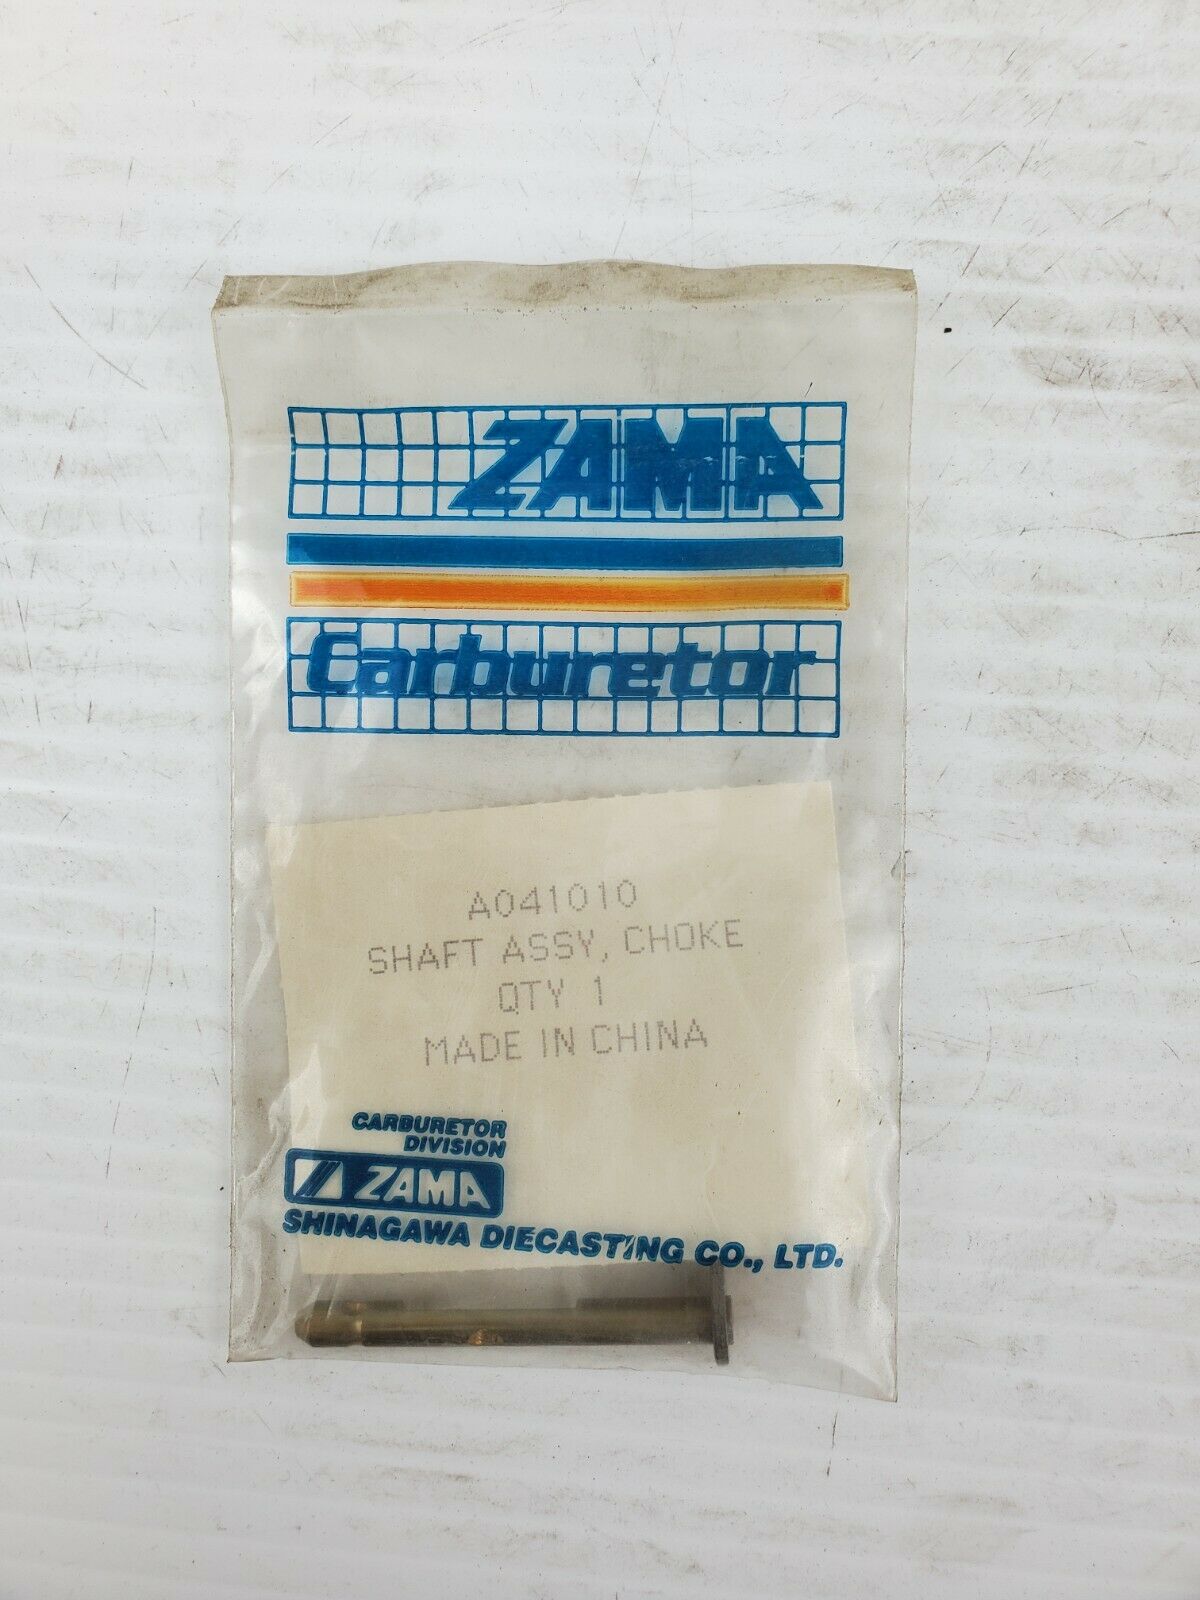 ZAMA
Carburetor
A041010
SHAFT ASSY, CHOKE
QTY 1
MADE IN CHINA
CARBURETOR
DIVISION
ZAMA
SHINAGAWA DIECASTING CO., LTD.